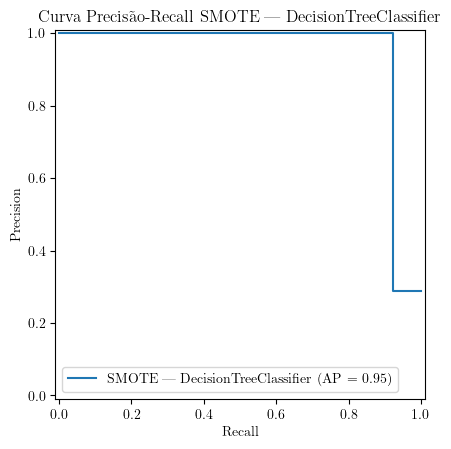 Curva Precisão-Recall SMOTE — DecisionTreeClassifier
1.0
0.8
0.6
0.4
0.2
0.0
Precision
SMOTE — DecisionTreeClassifier (AP = 0.95)
0.0 0.2 0.4 0.6 0.8 1.0
Recall